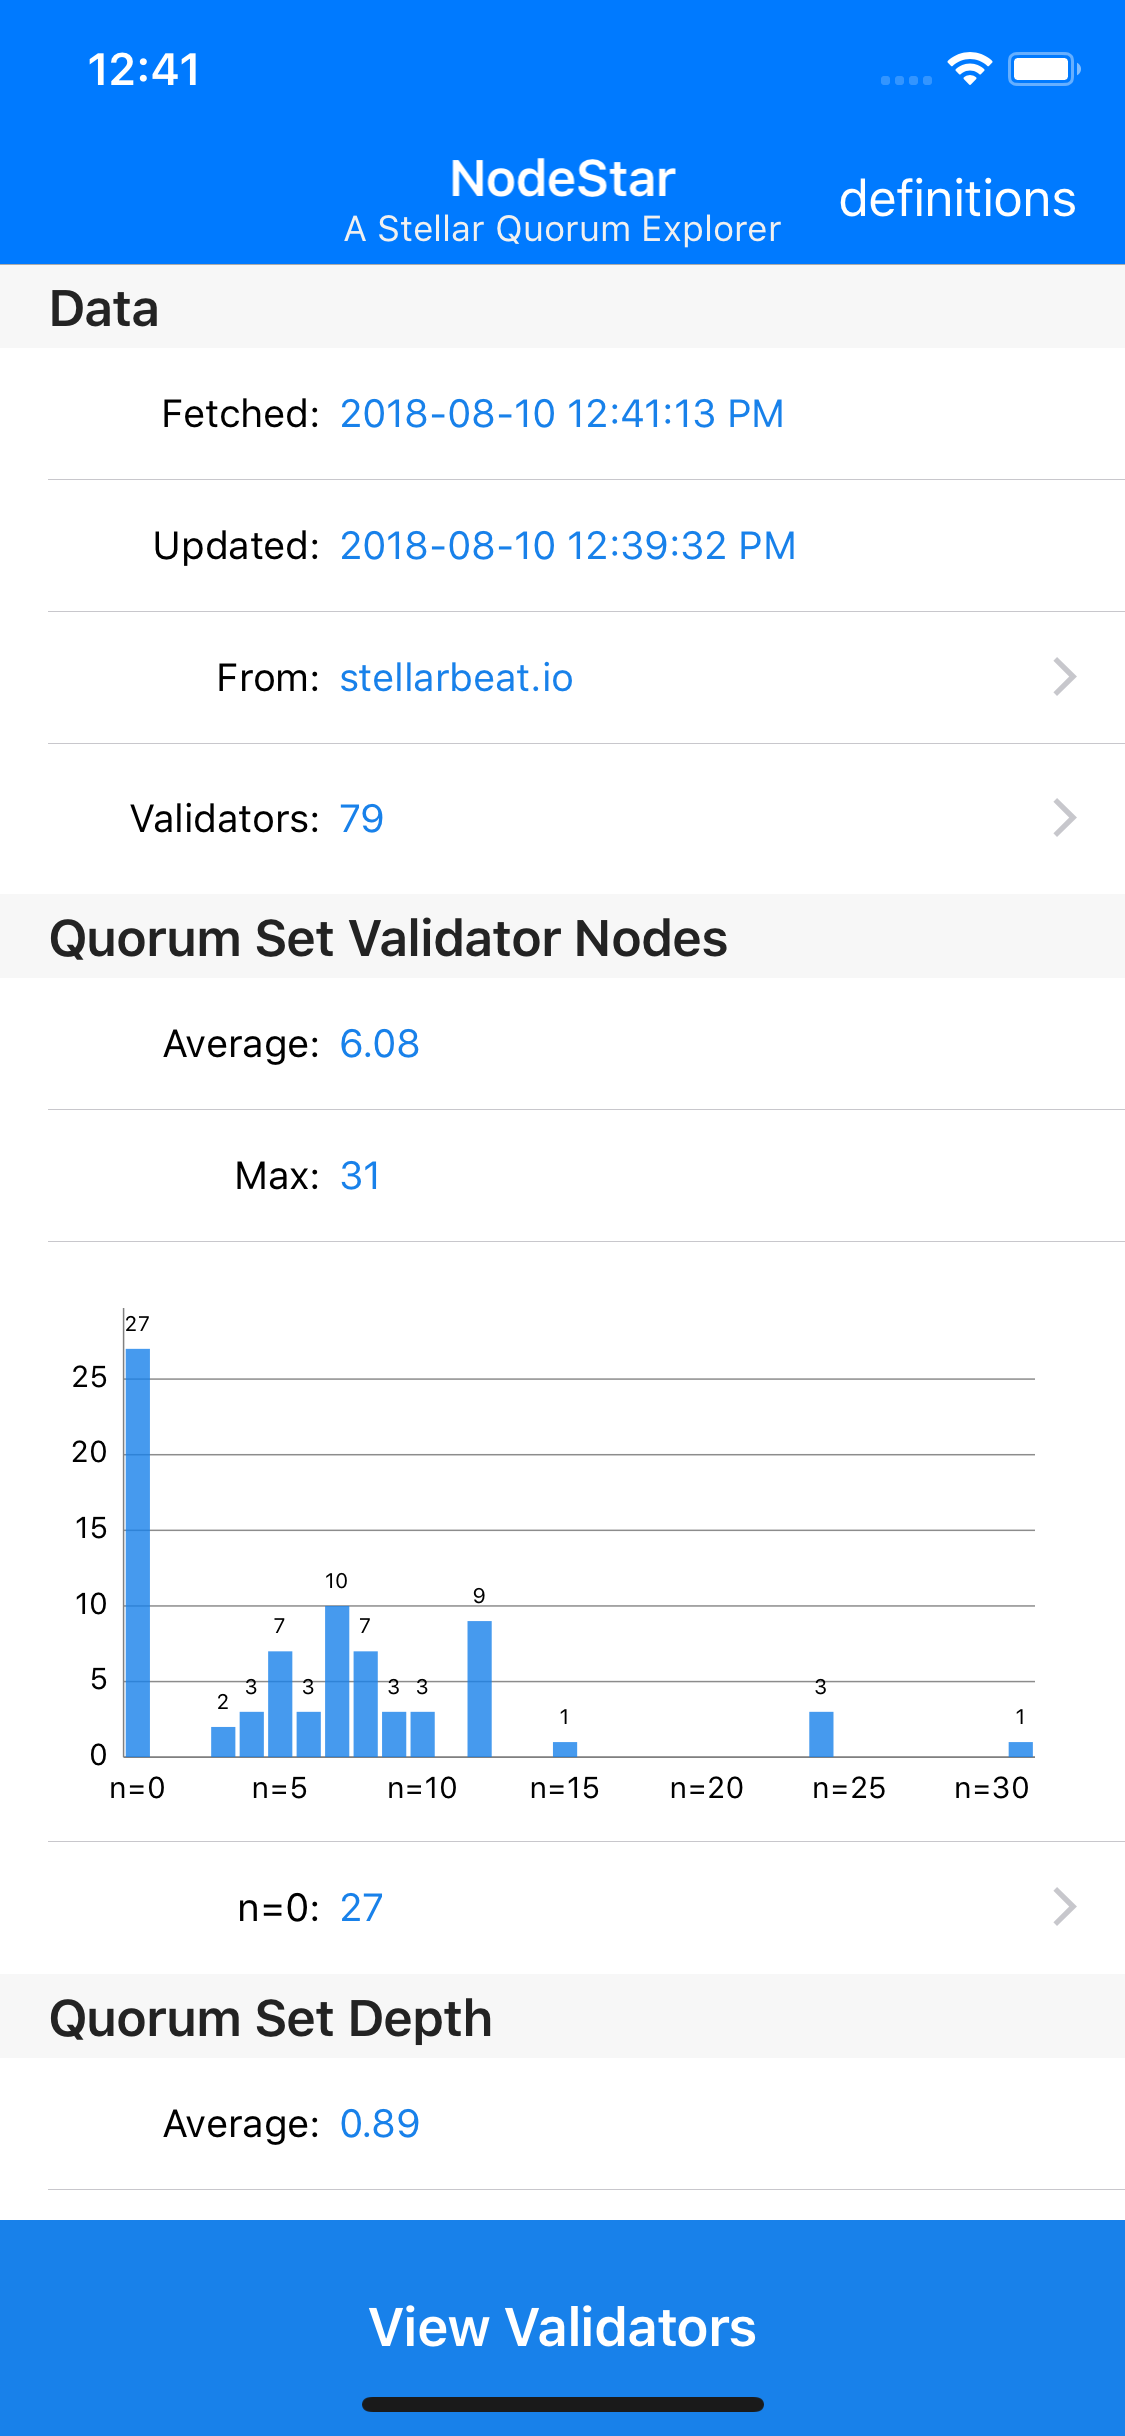 12:41
NodeStar
A Stellar Quorum Explorer
definitions
Data
Fetched: 2018-08-10 12:41:13 PM
Updated: 2018-08-10 12:39:32 PM
From: stellarbeat.io
Validators: 79
Quorum Set Validator Nodes
Average: 6.08
Max: 31
27
25
20
15
10
10
9
7 7
5
3 3 3 3 3
2
1 1
0
n=0 n=5 n=10 n=15 n=20 n=25 n=30
n=0: 27
Quorum Set Depth
Average: 0.89
View Validators